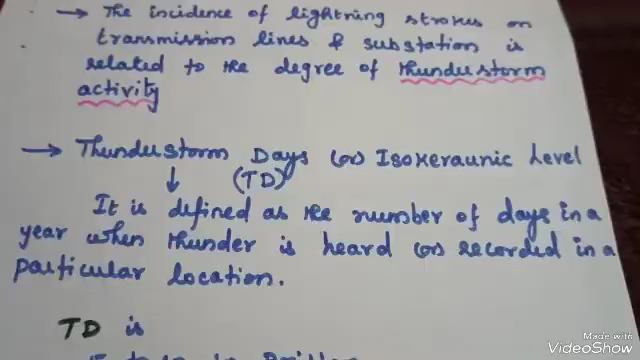 → The incidence of lightning strokes on
transmission lines & substation is
related to the degree of thunderstorm
activity
→ Thunderstorm Days (or) Isokeraunic Level
(TD)
It is defined as the number of days in a
year when thunder is heard (or) recorded in a
particular location.
TD is
Made with
VideoShow